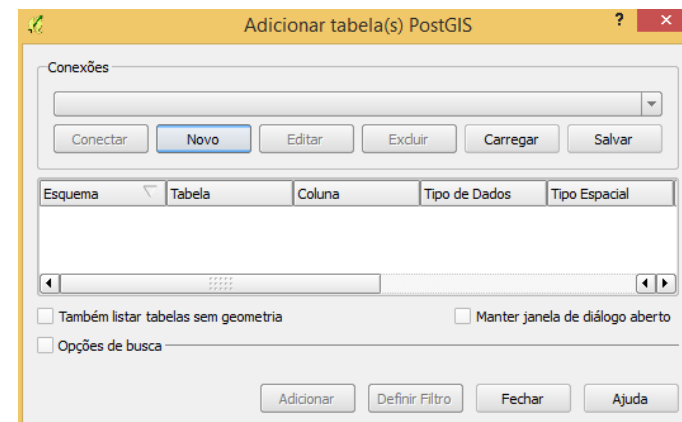 Adicionar tabela(s) PostGIS ?
Conexões
Conectar Novo Editar Excluir Carregar Salvar
Esquema Tabela Coluna Tipo de Dados Tipo Espacial
Também listar tabelas sem geometria Manter janela de diálogo aberto
Opções de busca
Adicionar Definir Filtro Fechar Ajuda